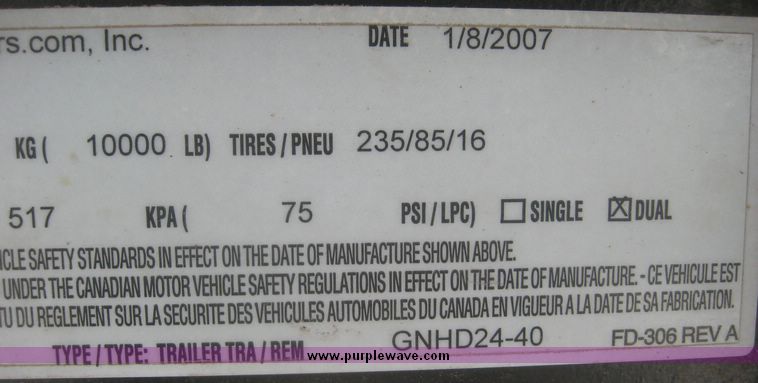 rs.com, Inc. DATE 1/8/2007
KG ( 10000 LB) TIRES / PNEU 235/85/16
517 KPA ( 75 PSI / LPC) SINGLE DUAL
ICLE SAFETY STANDARDS IN EFFECT ON THE DATE OF MANUFACTURE SHOWN ABOVE.
UNDER THE CANADIAN MOTOR VEHICLE SAFETY REGULATIONS IN EFFECT ON THE DATE OF MANUFACTURE. - CE VEHICULE EST
TU DU REGLEMENT SUR LA SECURITE DES VEHICULES AUTOMOBILES DU CANADA EN VIGUEUR A LA DATE DE SA FABRICATION.
TYPE / TYPE: TRAILER TRA / REM GNHD24-40 FD-306 REV A
www.purplewave.com